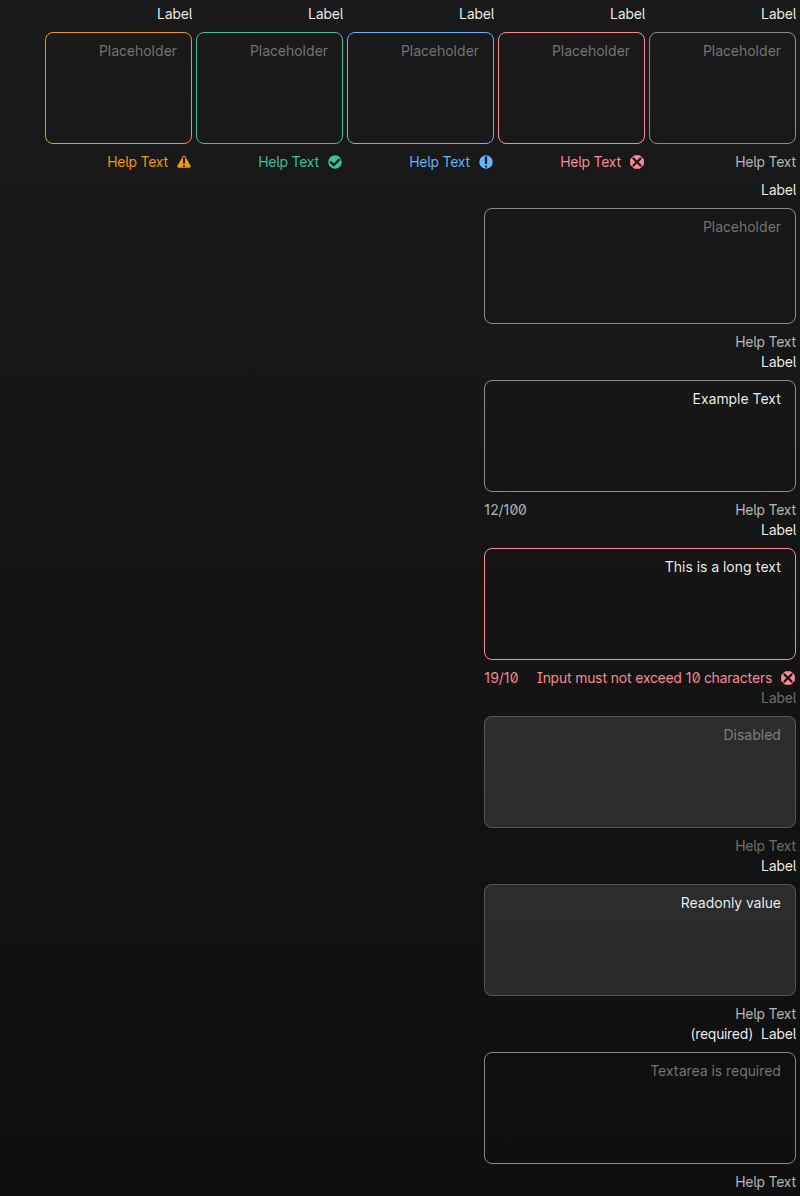 Label Label Label Label Label
Placeholder Placeholder Placeholder Placeholder Placeholder
Help Text Help Text Help Text Help Text Help Text
Label
Placeholder
Help Text
Label
Example Text
12/100 Help Text
Label
This is a long text
19/10 Input must not exceed 10 characters
Label
Disabled
Help Text
Label
Readonly value
Help Text
(required) Label
Textarea is required
Help Text